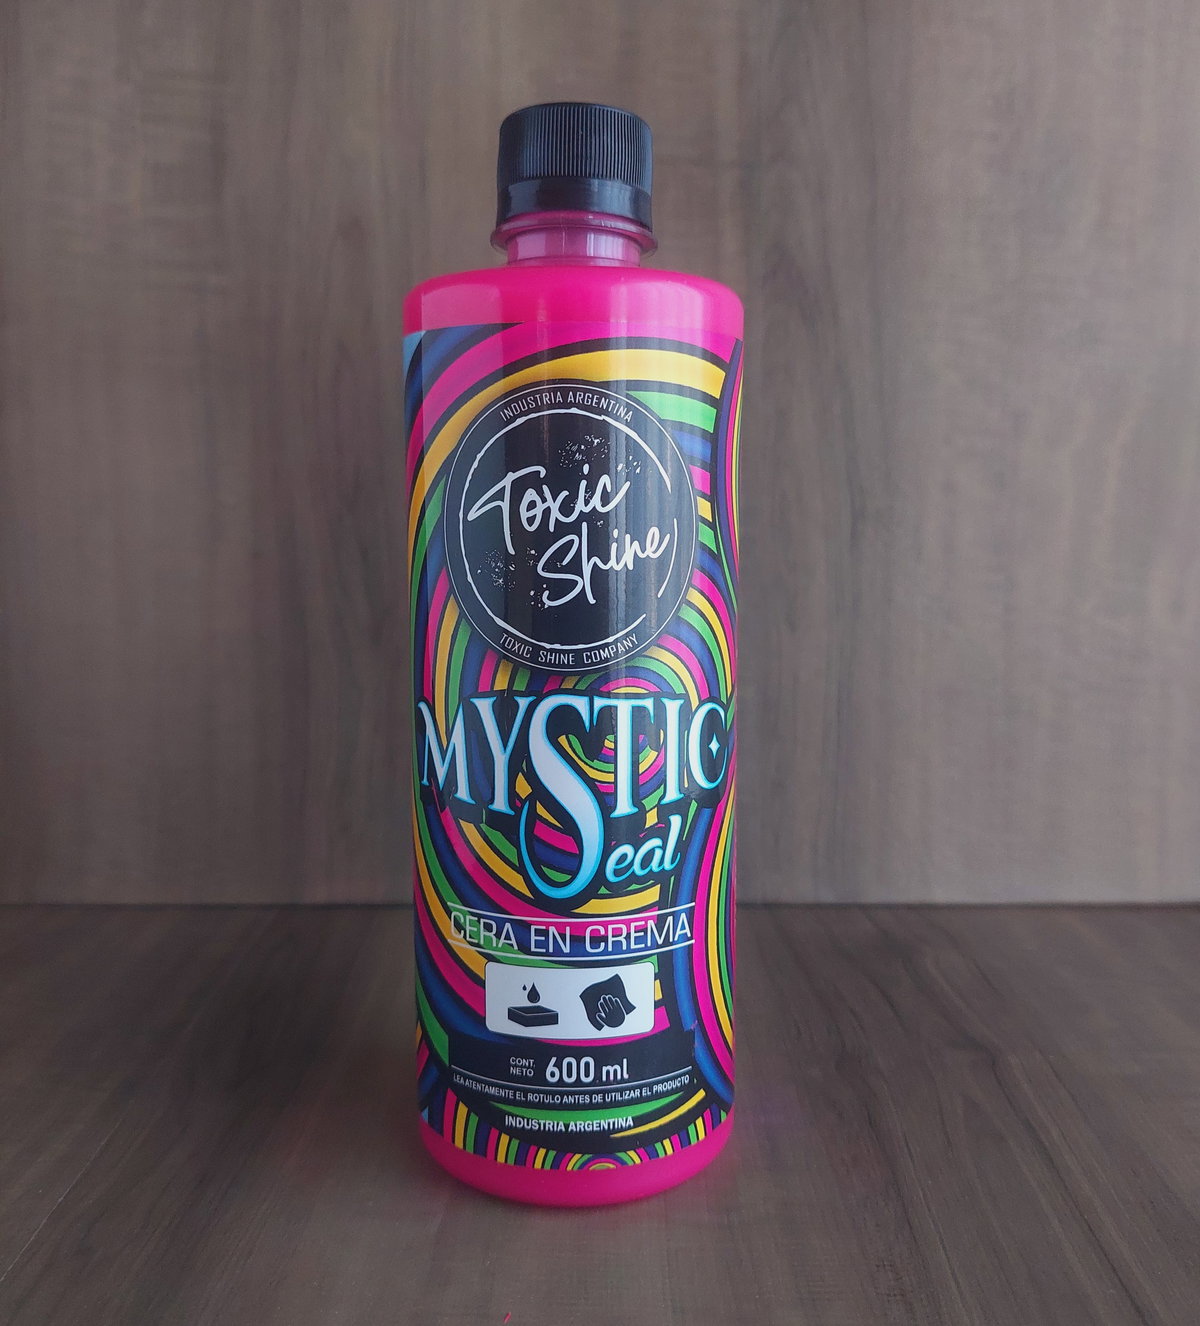 INDUSTRIA ARGENTINA
Toxic
Shine
TOXIC SHINE COMPANY
MYSTIC
Seal
CERA EN CREMA
CONT.
NETO 600 ml
LEA ATENTAMENTE EL ROTULO ANTES DE UTILIZAR EL PRODUCTO
INDUSTRIA ARGENTINA